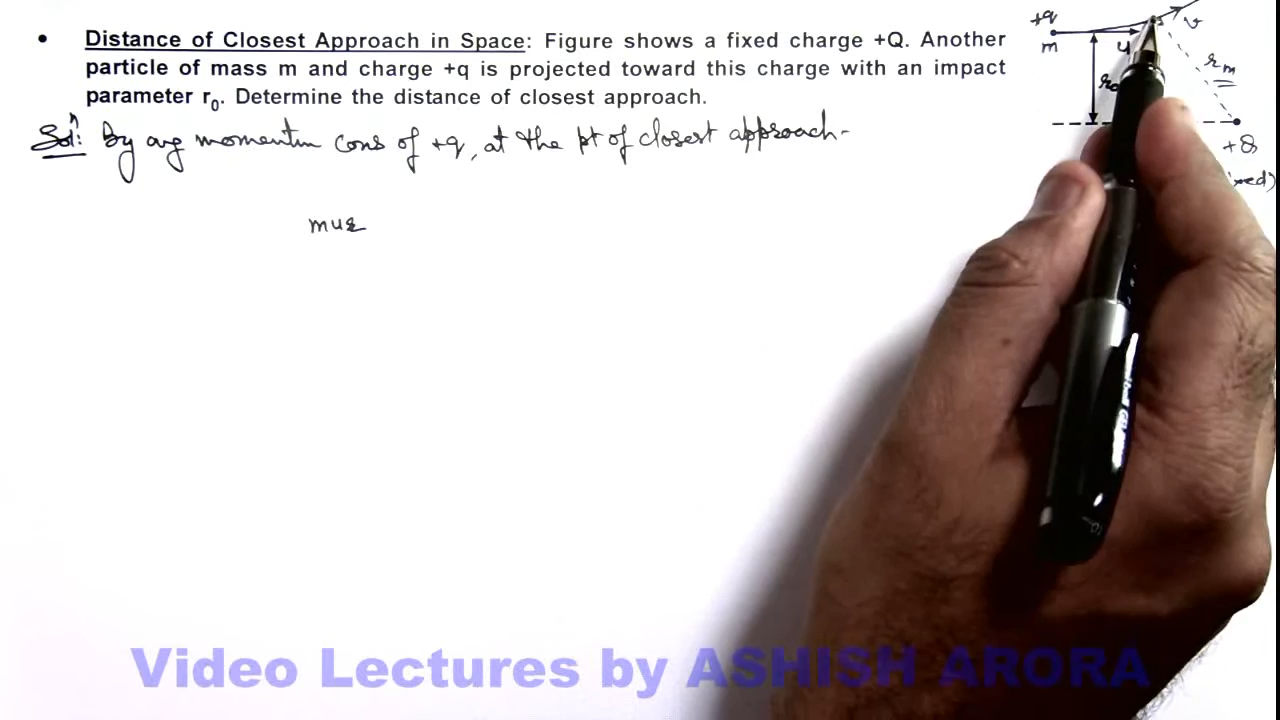 • Distance of Closest Approach in Space: Figure shows a fixed charge +Q. Another
particle of mass m and charge +q is projected toward this charge with an impact
parameter r₀. Determine the distance of closest approach.
Solⁿ: By ang momentum cons of +q, at the pt of closest approach-
mur
+q
m
u
v
r₀
rₘ
+Q
Video Lectures by ASHISH ARORA